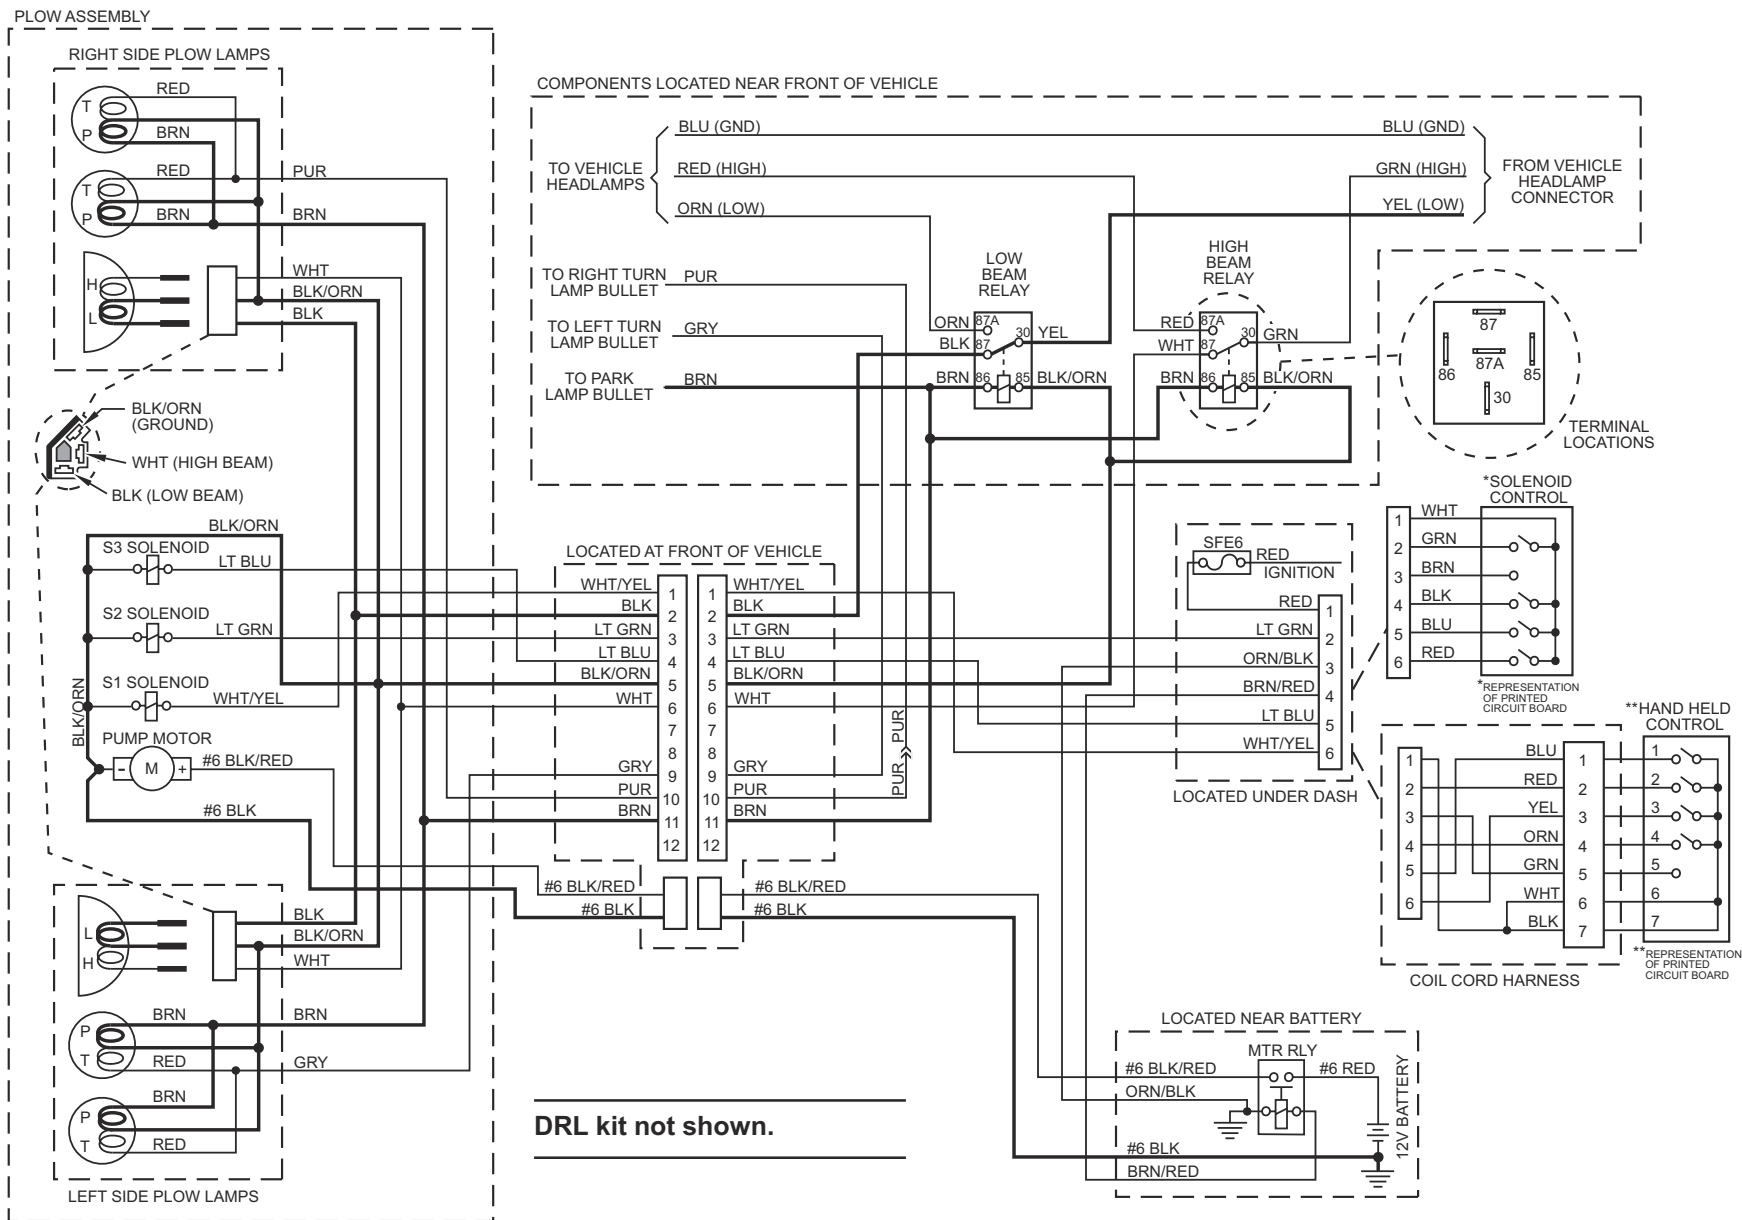 PLOW ASSEMBLY
RIGHT SIDE PLOW LAMPS
RED
T
P
BRN
RED
PUR
T
P
BRN
BRN
H
L
WHT
BLK/ORN
BLK
BLK/ORN
(GROUND)
WHT (HIGH BEAM)
BLK (LOW BEAM)
BLK/ORN
S3 SOLENOID
LT BLU
S2 SOLENOID
LT GRN
S1 SOLENOID
WHT/YEL
BLK/ORN
PUMP MOTOR
- M +
#6 BLK/RED
#6 BLK
L
H
BLK
BLK/ORN
WHT
BRN
BRN
P
T
RED
GRY
BRN
P
T
RED
LEFT SIDE PLOW LAMPS
COMPONENTS LOCATED NEAR FRONT OF VEHICLE
BLU (GND)
BLU (GND)
TO VEHICLE
HEADLAMPS
RED (HIGH)
GRN (HIGH)
FROM VEHICLE
HEADLAMP
CONNECTOR
ORN (LOW)
YEL (LOW)
TO RIGHT TURN
LAMP BULLET
PUR
TO LEFT TURN
LAMP BULLET
GRY
TO PARK
LAMP BULLET
BRN
LOW
BEAM
RELAY
ORN 87A
30 YEL
BLK 87
BRN 86
85 BLK/ORN
HIGH
BEAM
RELAY
RED 87A
30 GRN
WHT 87
BRN 86
85 BLK/ORN
87
87A
86
85
30
TERMINAL
LOCATIONS
LOCATED AT FRONT OF VEHICLE
WHT/YEL 1 1 WHT/YEL
BLK 2 2 BLK
LT GRN 3 3 LT GRN
LT BLU 4 4 LT BLU
BLK/ORN 5 5 BLK/ORN
WHT 6 6 WHT
7 7
8 8
GRY 9 9 GRY
PUR 10 10 PUR
BRN 11 11 BRN
12 12
PUR
PUR
#6 BLK/RED
#6 BLK/RED
#6 BLK
#6 BLK
SFE6
RED
IGNITION
RED 1
LT GRN 2
ORN/BLK 3
BRN/RED 4
LT BLU 5
WHT/YEL 6
LOCATED UNDER DASH
*SOLENOID
CONTROL
1 WHT
2 GRN
3 BRN
4 BLK
5 BLU
6 RED
*REPRESENTATION
OF PRINTED
CIRCUIT BOARD
**HAND HELD
CONTROL
1
2
3
4
5
6
BLU 1 1
RED 2 2
YEL 3 3
ORN 4 4
GRN 5 5
WHT 6 6
BLK 7 7
**REPRESENTATION
OF PRINTED
CIRCUIT BOARD
COIL CORD HARNESS
LOCATED NEAR BATTERY
MTR RLY
#6 BLK/RED
#6 RED
ORN/BLK
#6 BLK
BRN/RED
12V BATTERY
DRL kit not shown.